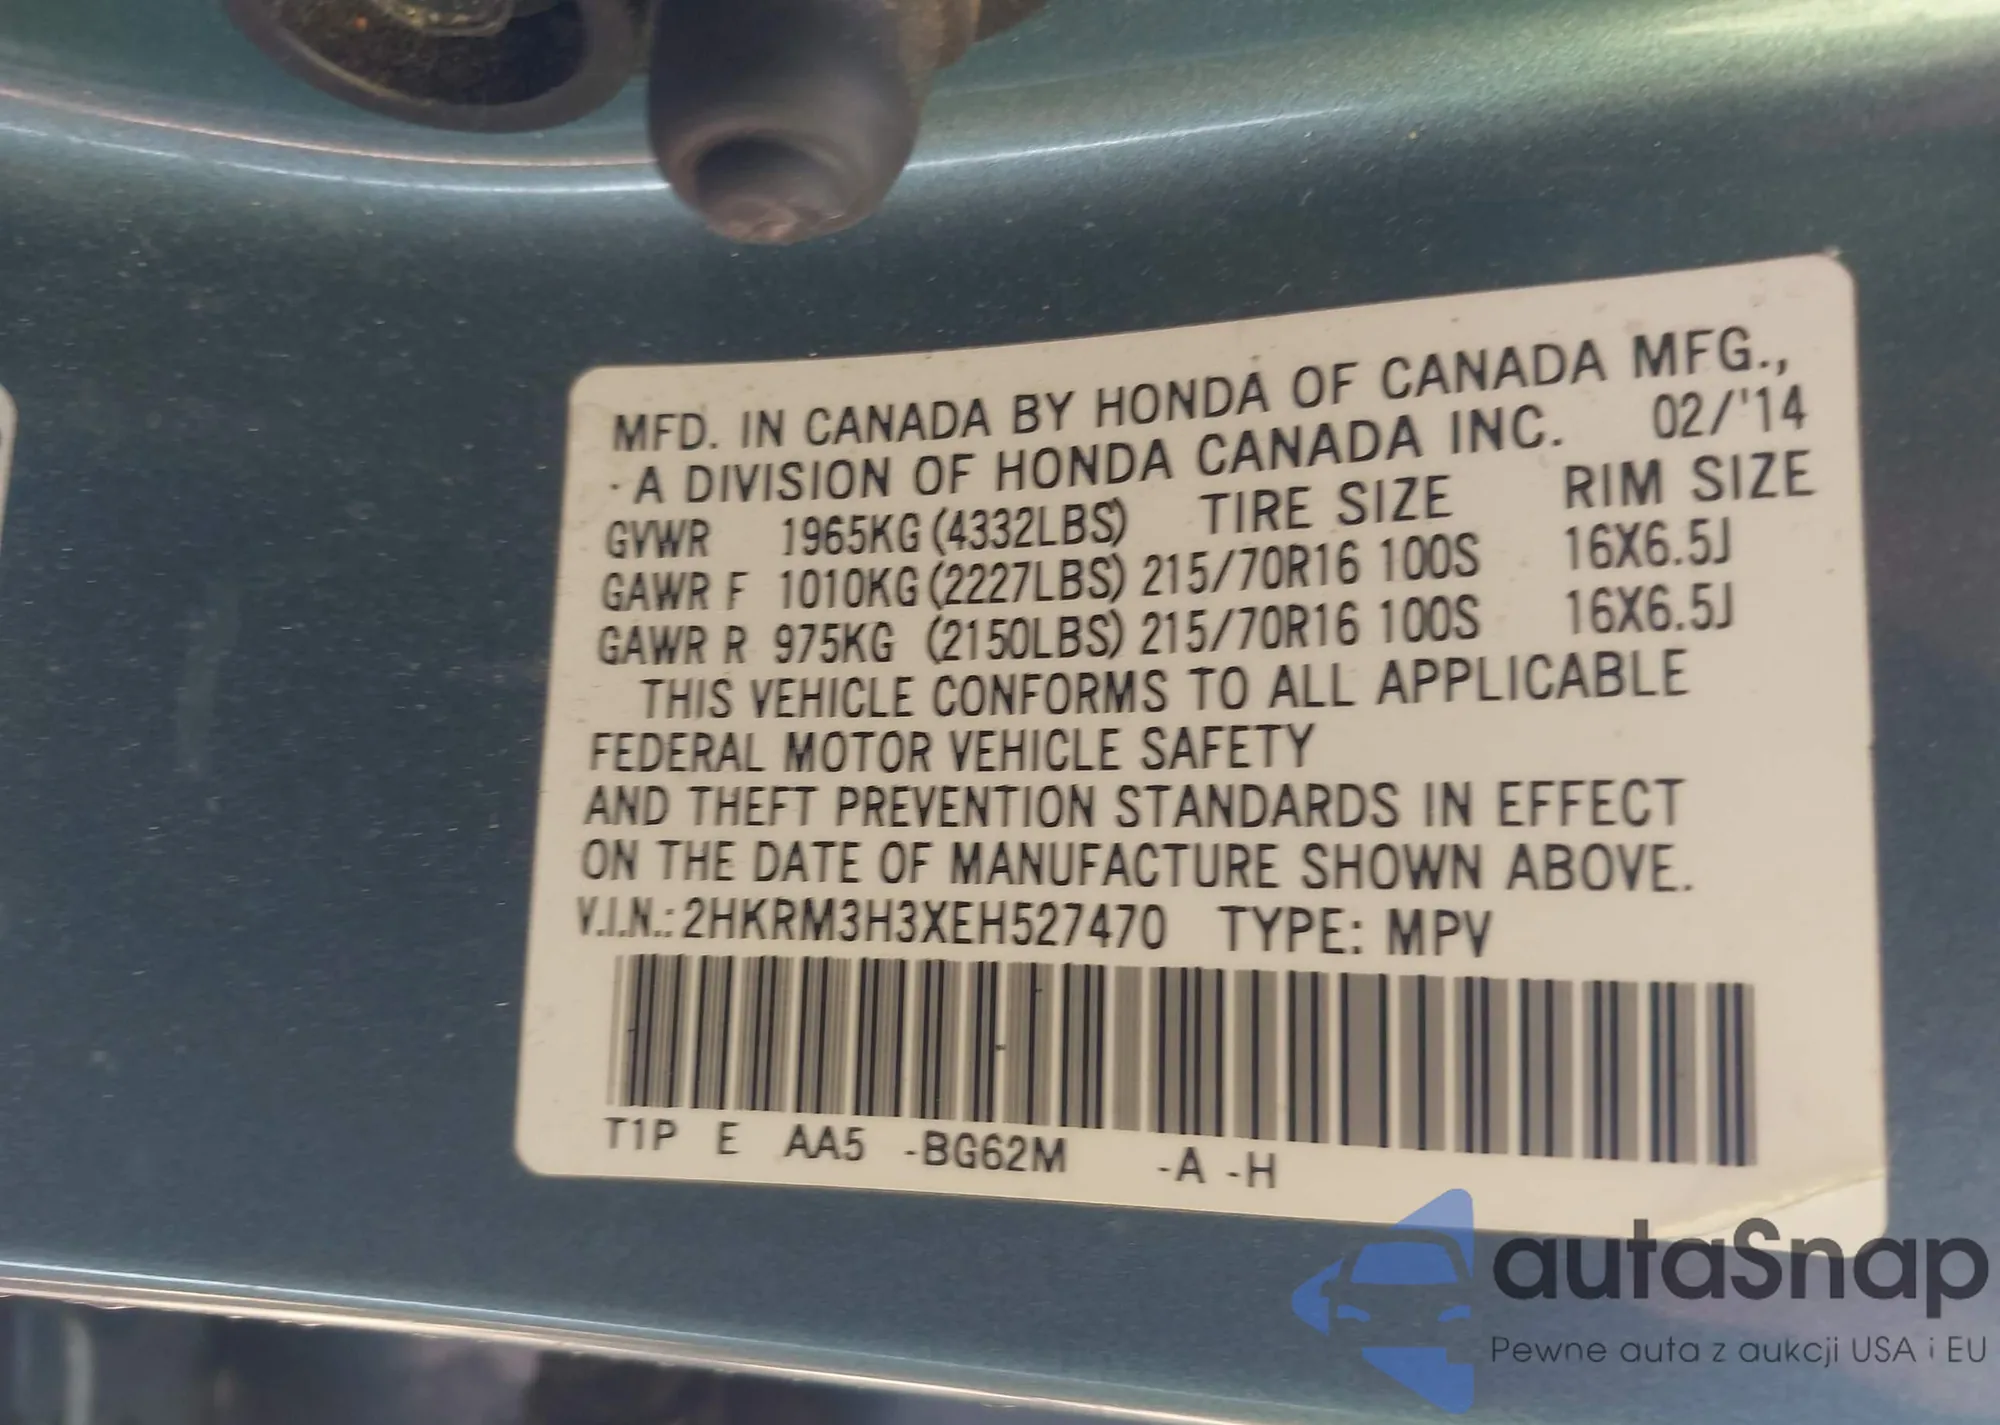 MFD. IN CANADA BY HONDA OF CANADA MFG.,
A DIVISION OF HONDA CANADA INC. 02/'14
GVWR 1965KG (4332LBS) TIRE SIZE RIM SIZE
GAWR F 1010KG (2227LBS) 215/70R16 100S 16X6.5J
GAWR R 975KG (2150LBS) 215/70R16 100S 16X6.5J
THIS VEHICLE CONFORMS TO ALL APPLICABLE
FEDERAL MOTOR VEHICLE SAFETY
AND THEFT PREVENTION STANDARDS IN EFFECT
ON THE DATE OF MANUFACTURE SHOWN ABOVE.
V.I.N.: 2HKRM3H3XEH527470 TYPE: MPV
T1P E AA5 -BG62M -A -H
autaSnap
Pewne auta z aukcji USA i EU